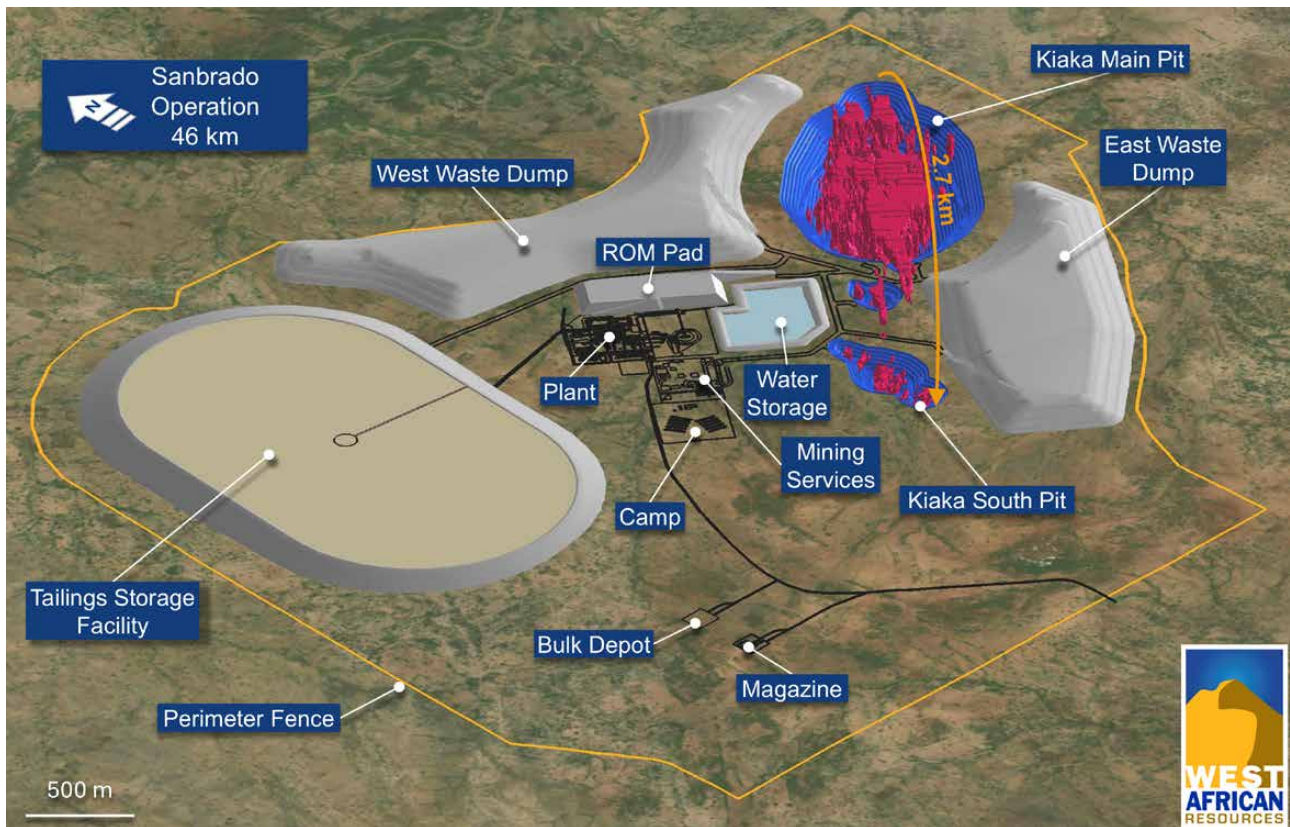 Sanbrado
Operation
46 km
N
Kiaka Main Pit
East Waste
Dump
West Waste Dump
2.7 km
ROM Pad
Plant
Water
Storage
Mining
Services
Camp
Kiaka South Pit
Tailings Storage
Facility
Bulk Depot
Magazine
Perimeter Fence
500 m
WEST
AFRICAN
RESOURCES